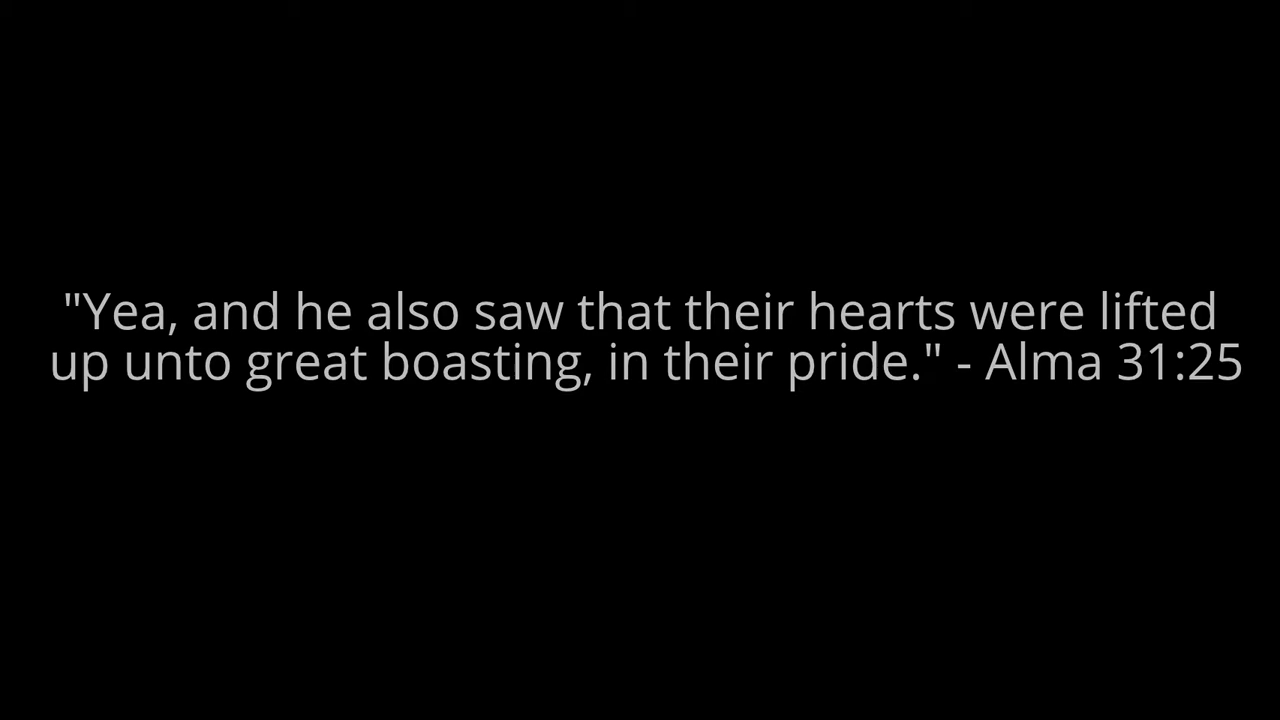 "Yea, and he also saw that their hearts were lifted
up unto great boasting, in their pride." - Alma 31:25